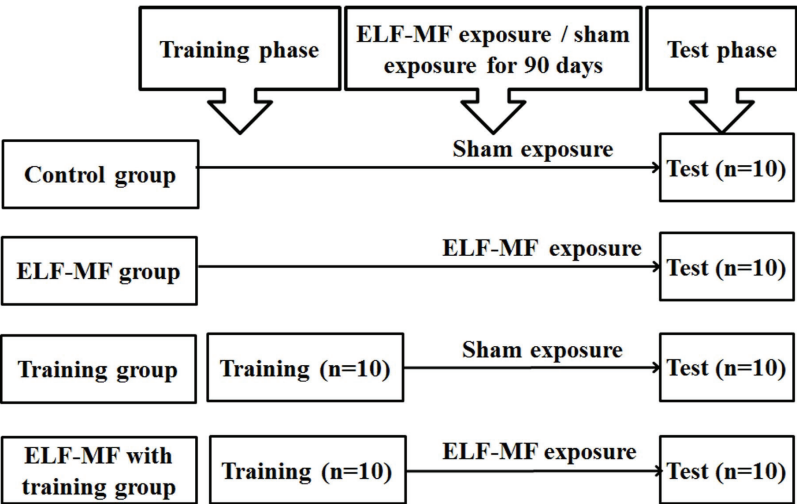 Training phase
ELF-MF exposure / sham
exposure for 90 days
Test phase
Control group
Sham exposure
Test (n=10)
ELF-MF group
ELF-MF exposure
Test (n=10)
Training group
Training (n=10)
Sham exposure
Test (n=10)
ELF-MF with
training group
Training (n=10)
ELF-MF exposure
Test (n=10)